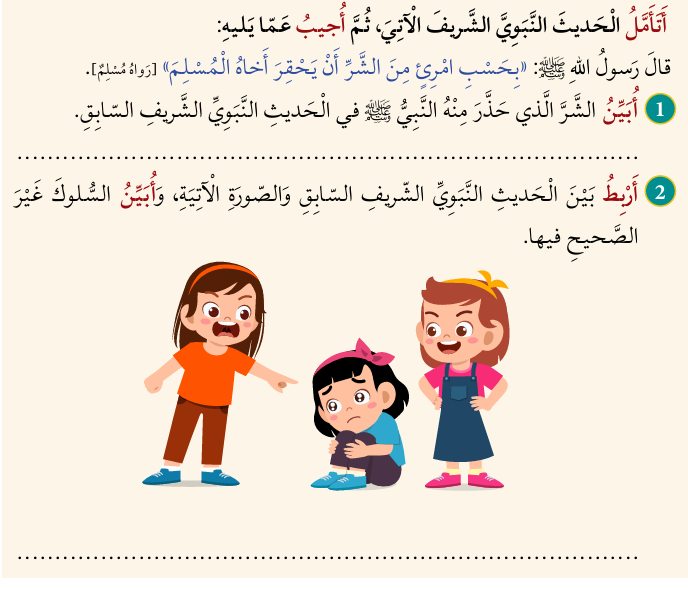 أَتَأَمَّلُ الْحَديثَ النَّبَوِيَّ الشَّريفَ الْآتِيَ، ثُمَّ أُجيبُ عَمّا يَليهِ:
قالَ رَسولُ اللهِ ﷺ: «بِحَسْبِ امْرِئٍ مِنَ الشَّرِّ أَنْ يَحْقِرَ أَخاهُ الْمُسْلِمَ» [رَواهُ مُسْلِمٌ].
1 أُبَيِّنُ الشَّرَّ الَّذي حَذَّرَ مِنْهُ النَّبِيُّ ﷺ في الْحَديثِ النَّبَوِيِّ الشَّريفِ السّابِقِ.
................................................................................
2 أَرْبِطُ بَيْنَ الْحَديثِ النَّبَوِيِّ الشَّريفِ السّابِقِ وَالصّورَةِ الْآتِيَةِ، وَأُبَيِّنُ السُّلوكَ غَيْرَ
الصَّحيحِ فيها.
................................................................................